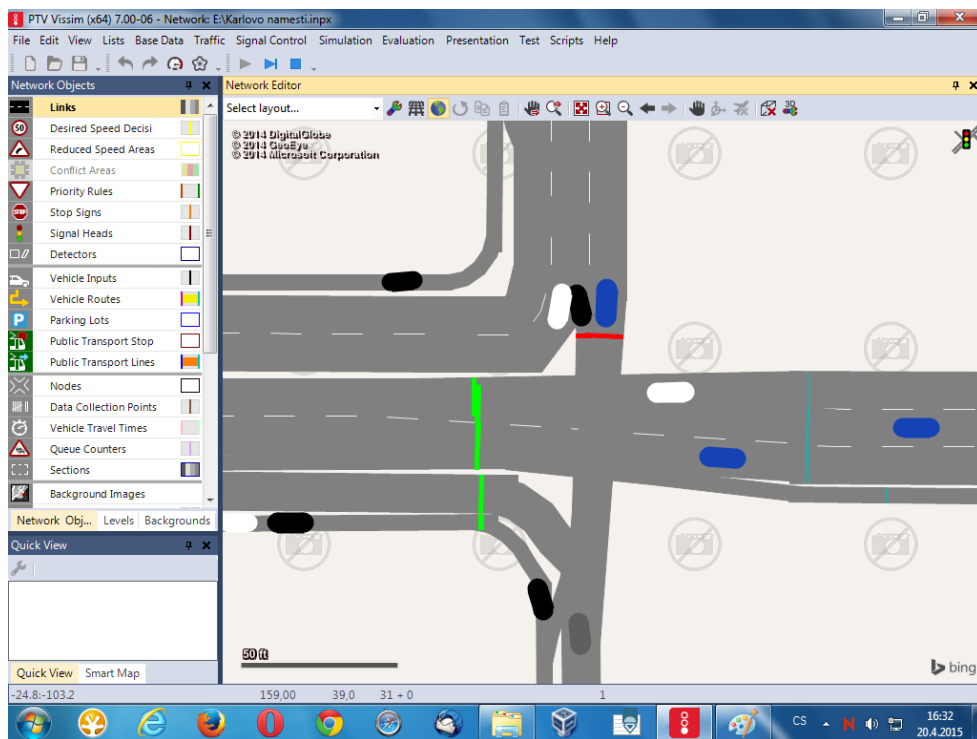 PTV Vissim (x64) 7.00-06 - Network: E:\Karlovo namesti.inpx
File Edit View Lists Base Data Traffic Signal Control Simulation Evaluation Presentation Test Scripts Help
Network Objects
Network Editor
Links
Select layout...
50 Desired Speed Decisi
Reduced Speed Areas
Conflict Areas
Priority Rules
STOP Stop Signs
Signal Heads
Detectors
Vehicle Inputs
Vehicle Routes
P Parking Lots
Public Transport Stop
Public Transport Lines
Nodes
Data Collection Points
Vehicle Travel Times
Queue Counters
Sections
Background Images
Network Obj... Levels Backgrounds
Quick View
Quick View Smart Map
3D
© 2014 DigitalGlobe
© 2014 GeoEye
© 2014 Microsoft Corporation
50 ft
bing
-24.8:-103.2 159,00 39,0 31 + 0 1
CS N 16:32
20.4.2015